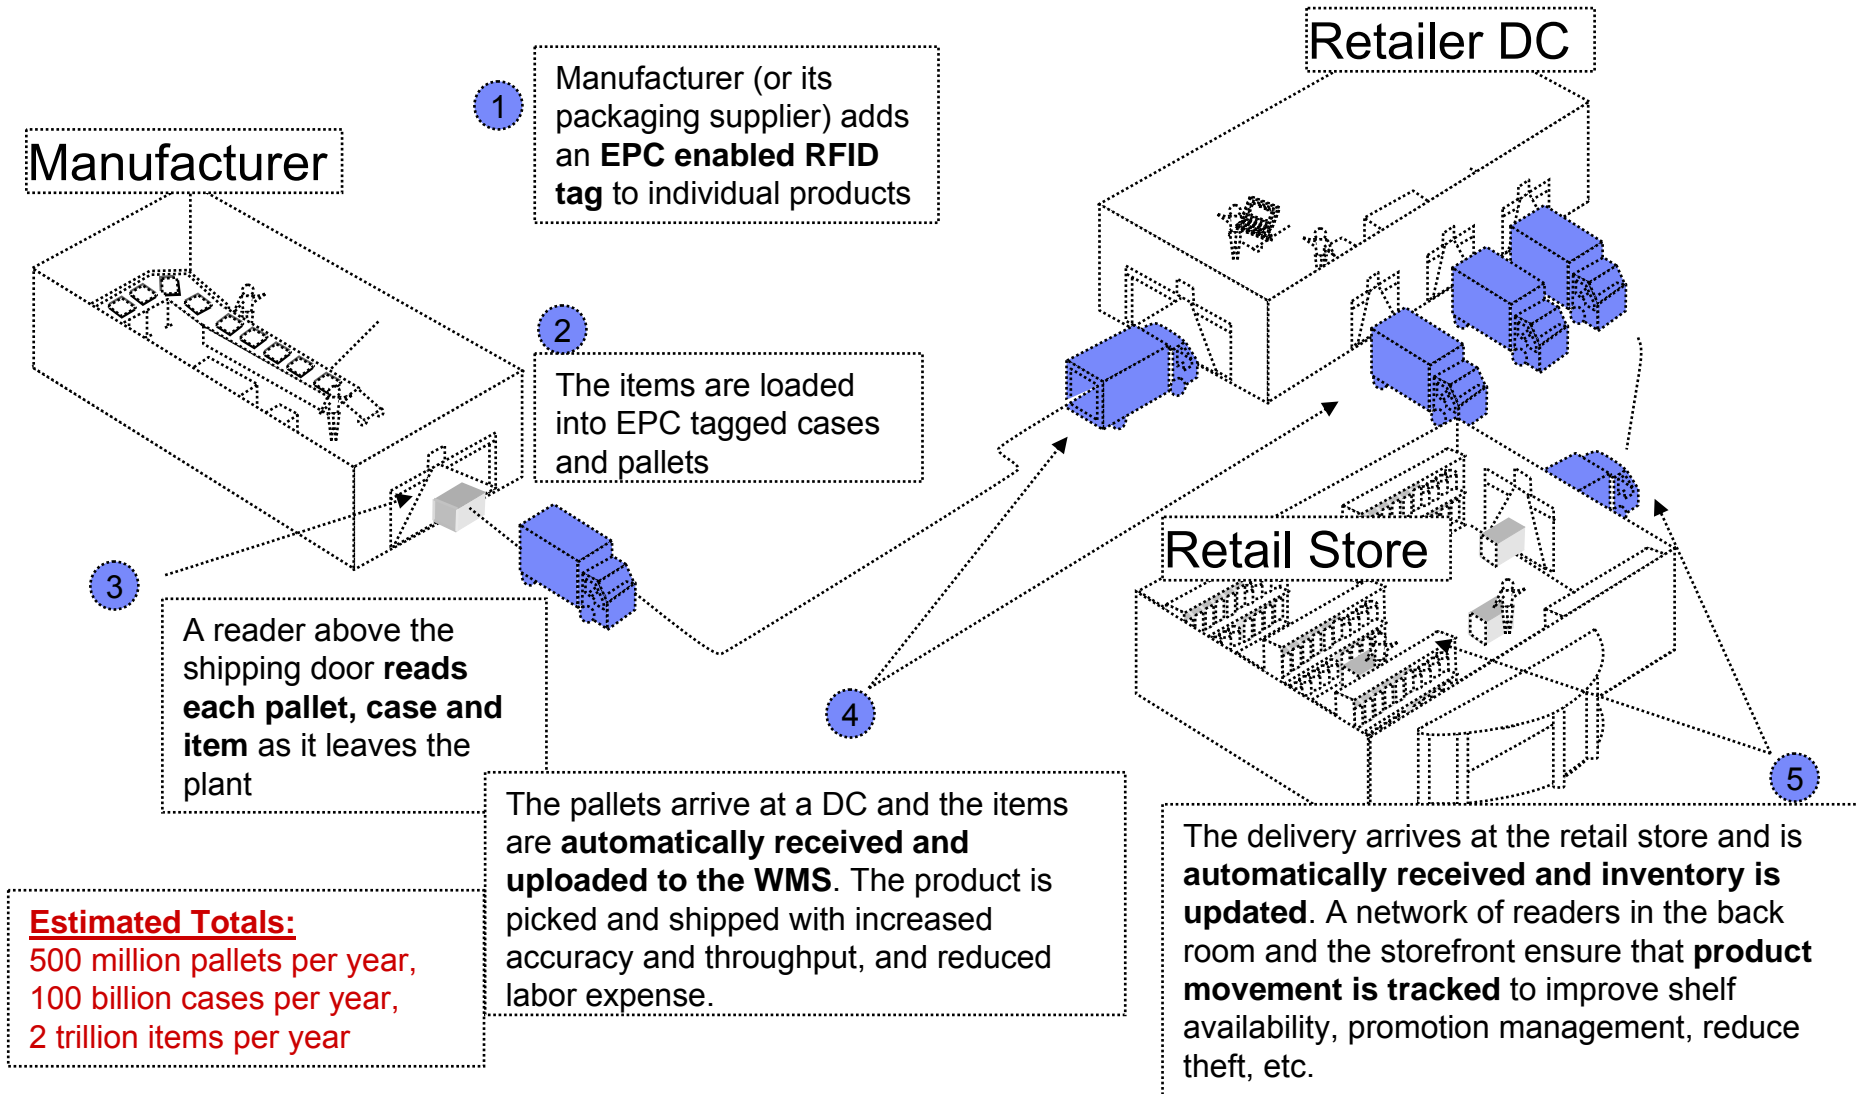 Retailer DC
1
Manufacturer (or its
packaging supplier) adds
an EPC enabled RFID
tag to individual products
Manufacturer
2
The items are loaded
into EPC tagged cases
and pallets
Retail Store
3
A reader above the
shipping door reads
each pallet, case and
item as it leaves the
plant
4
The pallets arrive at a DC and the items
are automatically received and
uploaded to the WMS. The product is
picked and shipped with increased
accuracy and throughput, and reduced
labor expense.
5
The delivery arrives at the retail store and is
automatically received and inventory is
updated. A network of readers in the back
room and the storefront ensure that product
movement is tracked to improve shelf
availability, promotion management, reduce
theft, etc.
Estimated Totals:
500 million pallets per year,
100 billion cases per year,
2 trillion items per year